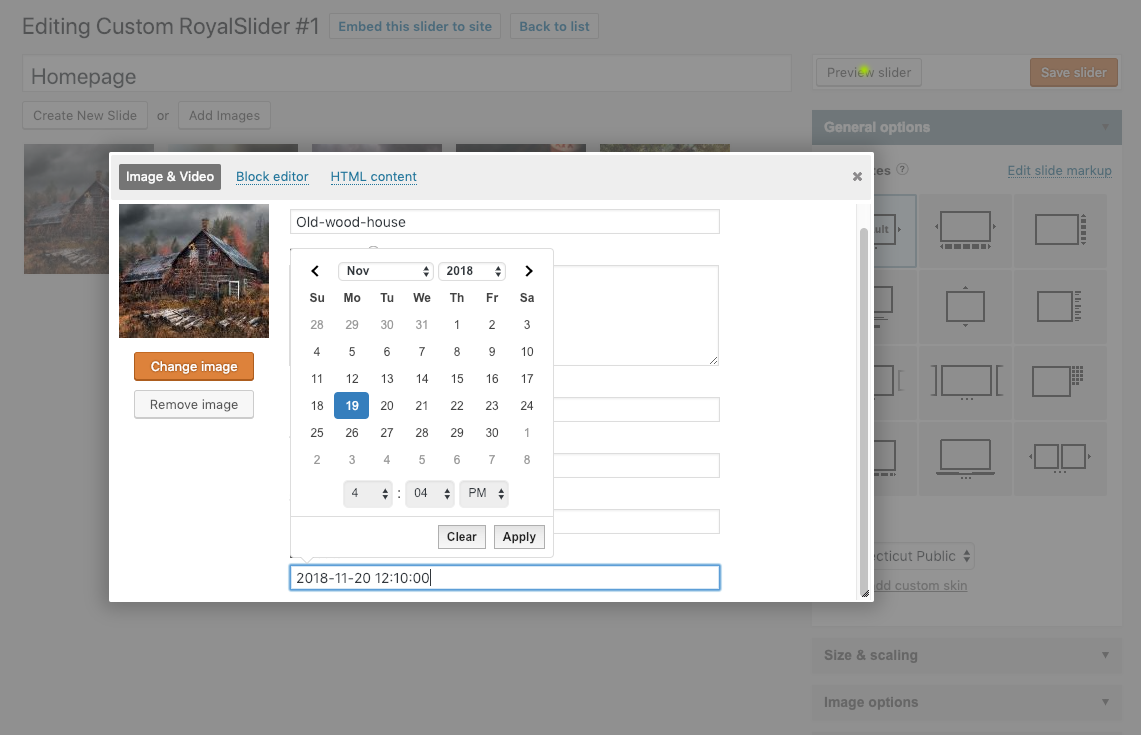 Editing Custom RoyalSlider #1 Embed this slider to site Back to list
Homepage
Preview slider Save slider
Create New Slide or Add Images
General options
Image & Video Block editor HTML content
Edit slide markup
Old-wood-house
Nov 2018
Su Mo Tu We Th Fr Sa
28 29 30 31 1 2 3
4 5 6 7 8 9 10
11 12 13 14 15 16 17
18 19 20 21 22 23 24
25 26 27 28 29 30 1
2 3 4 5 6 7 8
4 : 04 PM
Clear Apply
2018-11-20 12:10:00
Change image
Remove image
Public
custom skin
Size & scaling
Image options